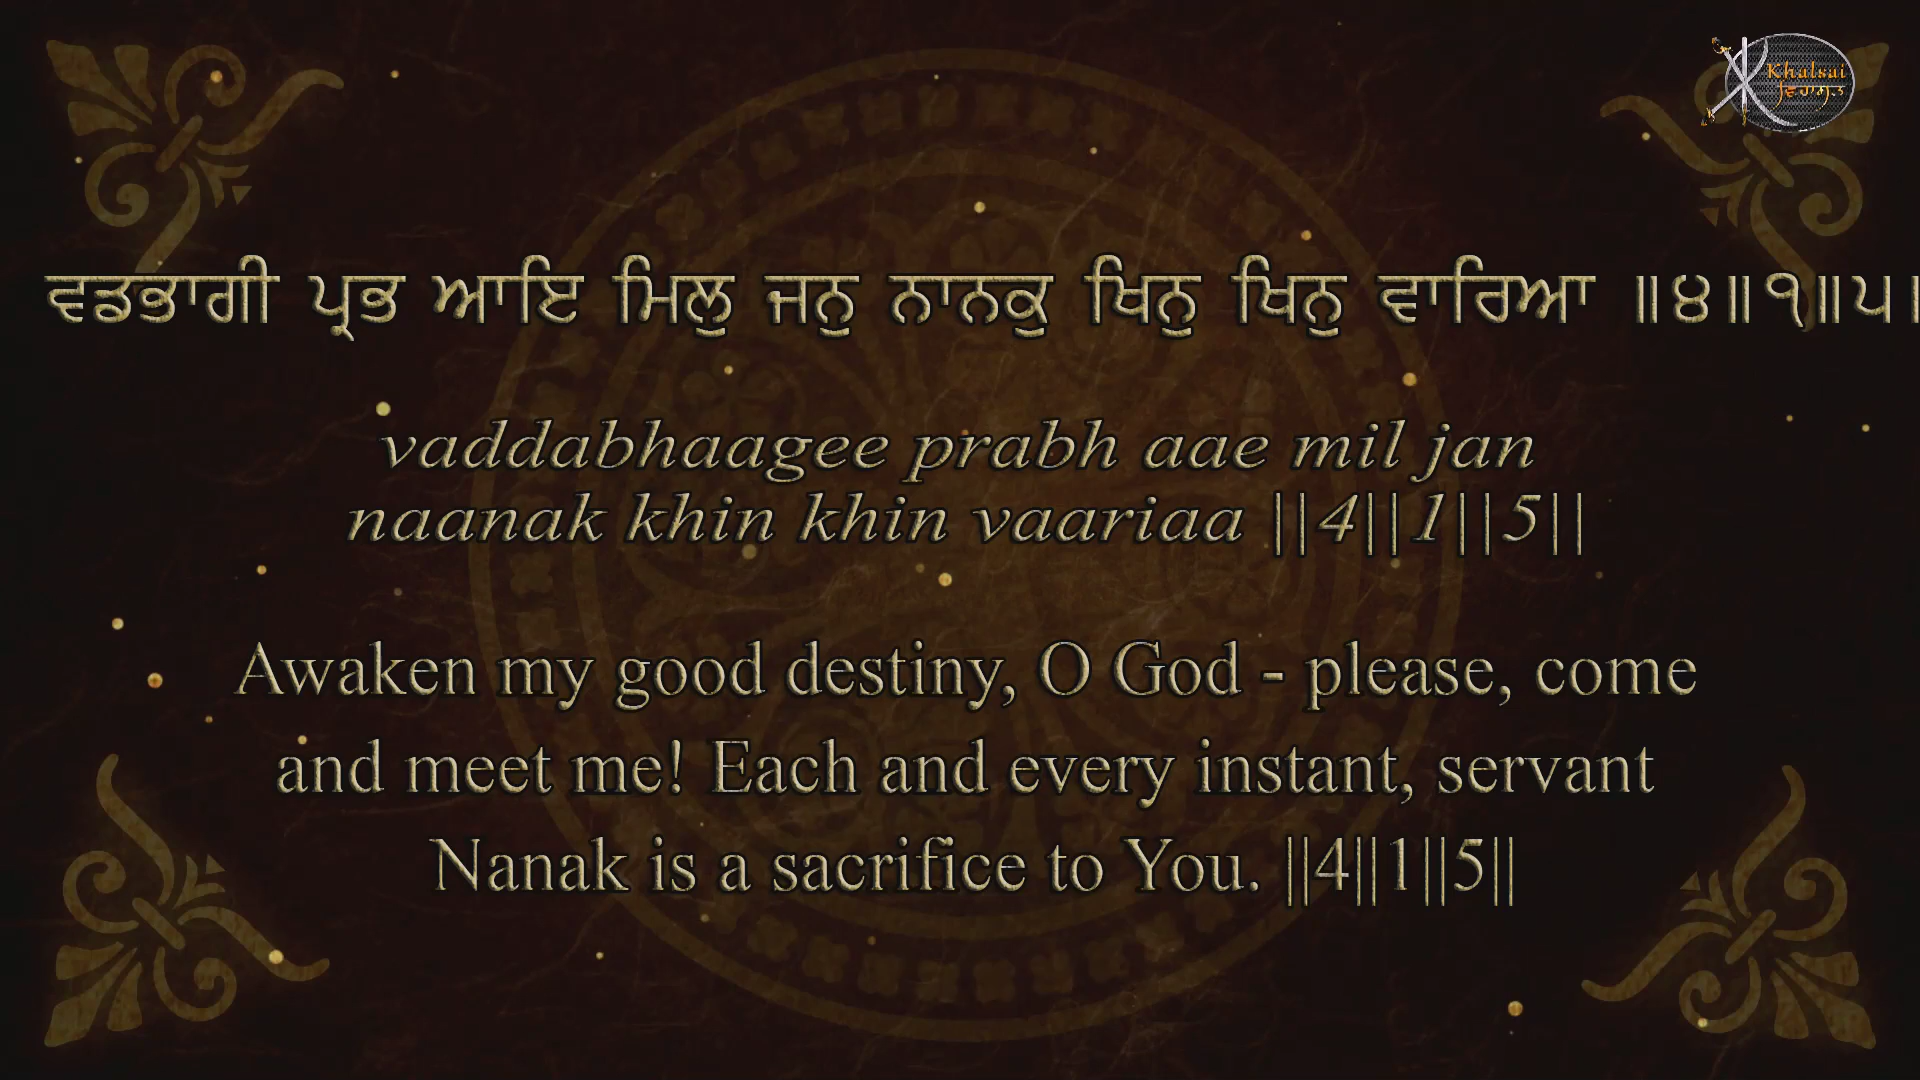 Khalsai
ਵਿਰਾਸਤ
ਵਡਭਾਗੀ ਪ੍ਰਭ ਆਇ ਮਿਲੁ ਜਨੁ ਨਾਨਕੁ ਖਿਨੁ ਖਿਨੁ ਵਾਰਿਆ ॥੪॥੧॥੫॥
vaddabhaagee prabh aae mil jan
naanak khin khin vaariaa ||4||1||5||
Awaken my good destiny, O God - please, come
and meet me! Each and every instant, servant
Nanak is a sacrifice to You. ||4||1||5||